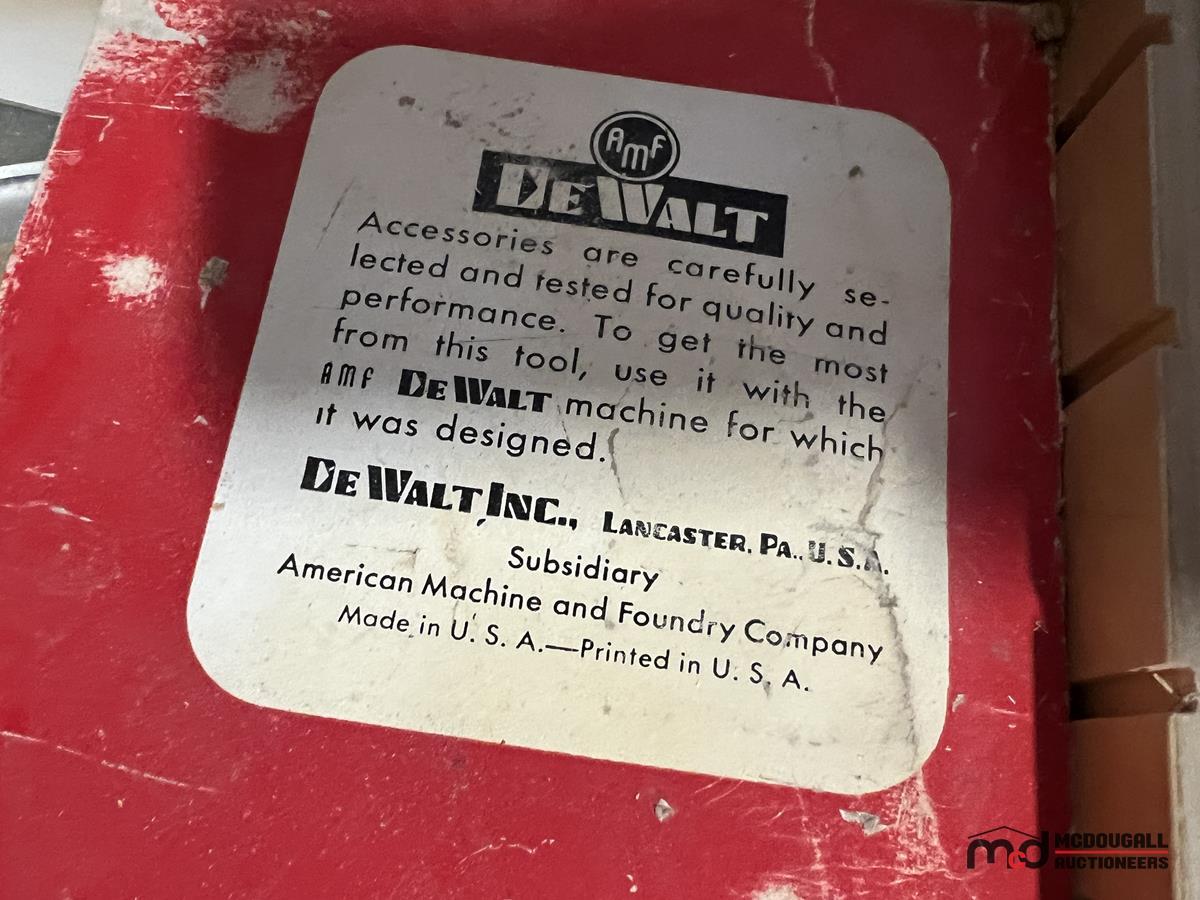 AMF
DEWALT
Accessories are carefully se-
lected and tested for quality and
performance. To get the most
from this tool, use it with the
AMF DEWALT machine for which
it was designed.
DEWALT, INC., LANCASTER, PA., U.S.A.
Subsidiary
American Machine and Foundry Company
Made in U. S. A.—Printed in U. S. A.
mcd MCDOUGALL
AUCTIONEERS